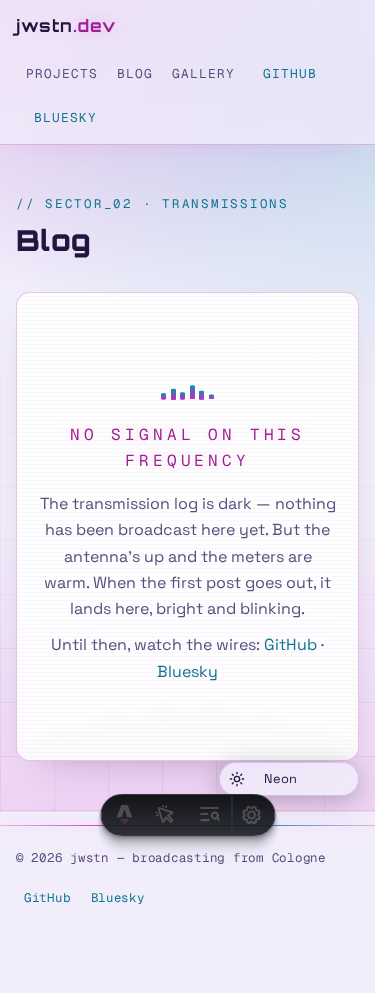 jwstn.dev
PROJECTS BLOG GALLERY GITHUB
BLUESKY
// SECTOR_02 · TRANSMISSIONS
Blog
NO SIGNAL ON THIS
FREQUENCY
The transmission log is dark — nothing
has been broadcast here yet. But the
antenna's up and the meters are
warm. When the first post goes out, it
lands here, bright and blinking.
Until then, watch the wires: GitHub ·
Bluesky
Neon
© 2026 jwstn — broadcasting from Cologne
GitHub Bluesky